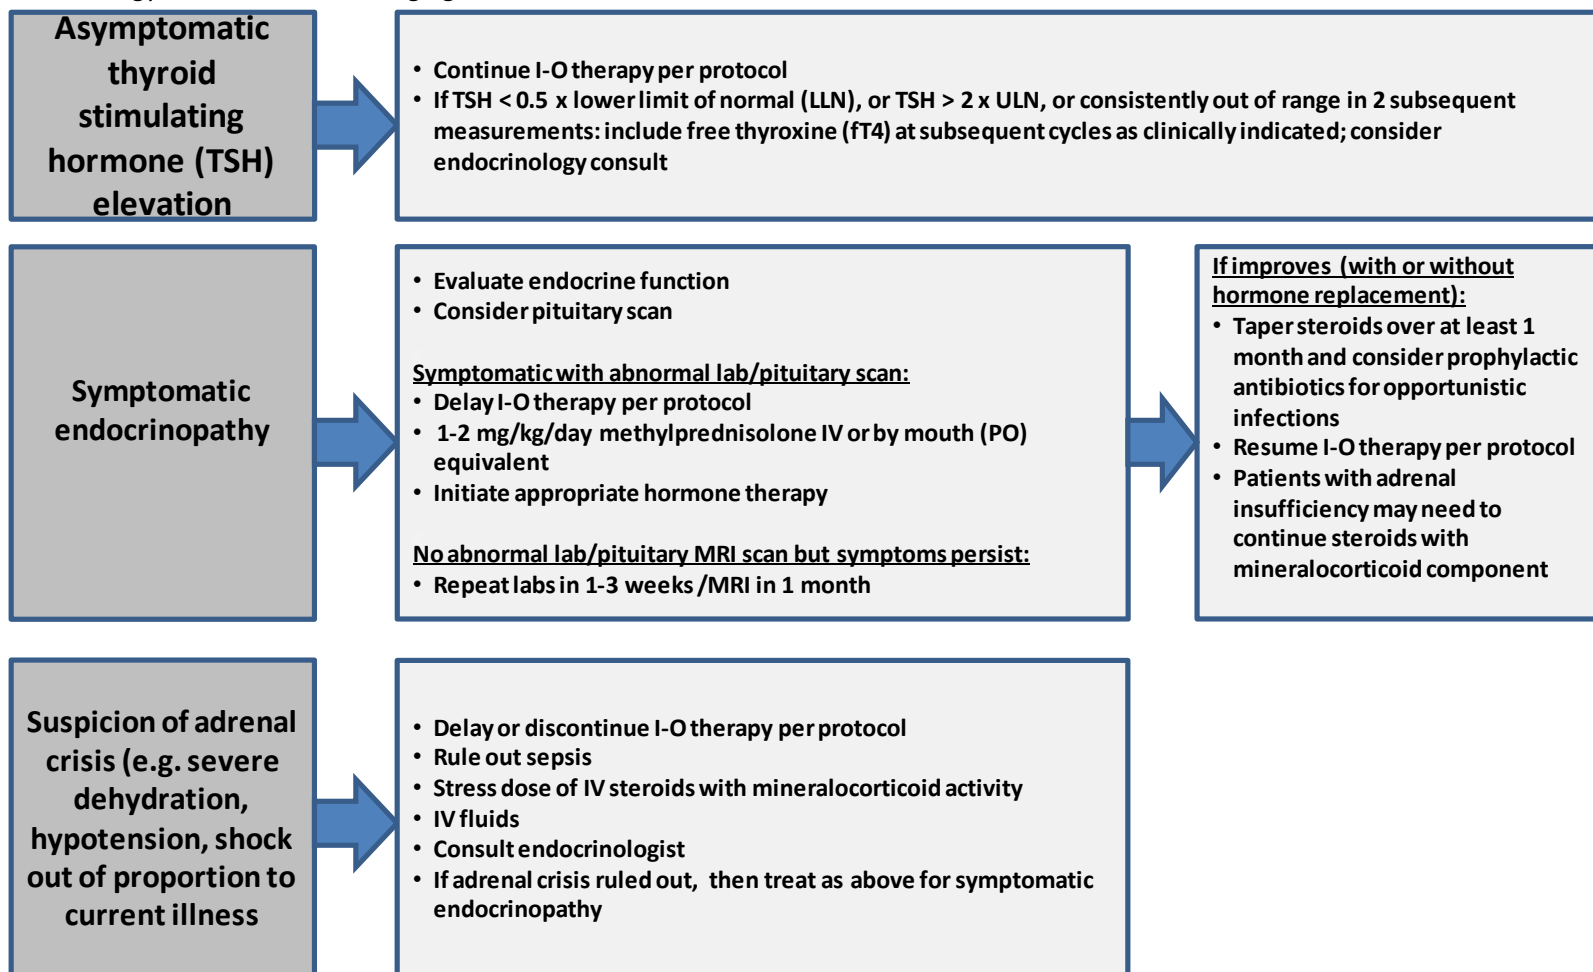 Asymptomatic
thyroid
stimulating
hormone (TSH)
elevation
• Continue I-O therapy per protocol
• If TSH < 0.5 x lower limit of normal (LLN), or TSH > 2 x ULN, or consistently out of range in 2 subsequent
measurements: include free thyroxine (fT4) at subsequent cycles as clinically indicated; consider
endocrinology consult
Symptomatic
endocrinopathy
• Evaluate endocrine function
• Consider pituitary scan
Symptomatic with abnormal lab/pituitary scan:
• Delay I-O therapy per protocol
• 1-2 mg/kg/day methylprednisolone IV or by mouth (PO)
equivalent
• Initiate appropriate hormone therapy
No abnormal lab/pituitary MRI scan but symptoms persist:
• Repeat labs in 1-3 weeks /MRI in 1 month
If improves (with or without
hormone replacement):
• Taper steroids over at least 1
month and consider prophylactic
antibiotics for opportunistic
infections
• Resume I-O therapy per protocol
• Patients with adrenal
insufficiency may need to
continue steroids with
mineralocorticoid component
Suspicion of adrenal
crisis (e.g. severe
dehydration,
hypotension, shock
out of proportion to
current illness
• Delay or discontinue I-O therapy per protocol
• Rule out sepsis
• Stress dose of IV steroids with mineralocorticoid activity
• IV fluids
• Consult endocrinologist
• If adrenal crisis ruled out, then treat as above for symptomatic
endocrinopathy